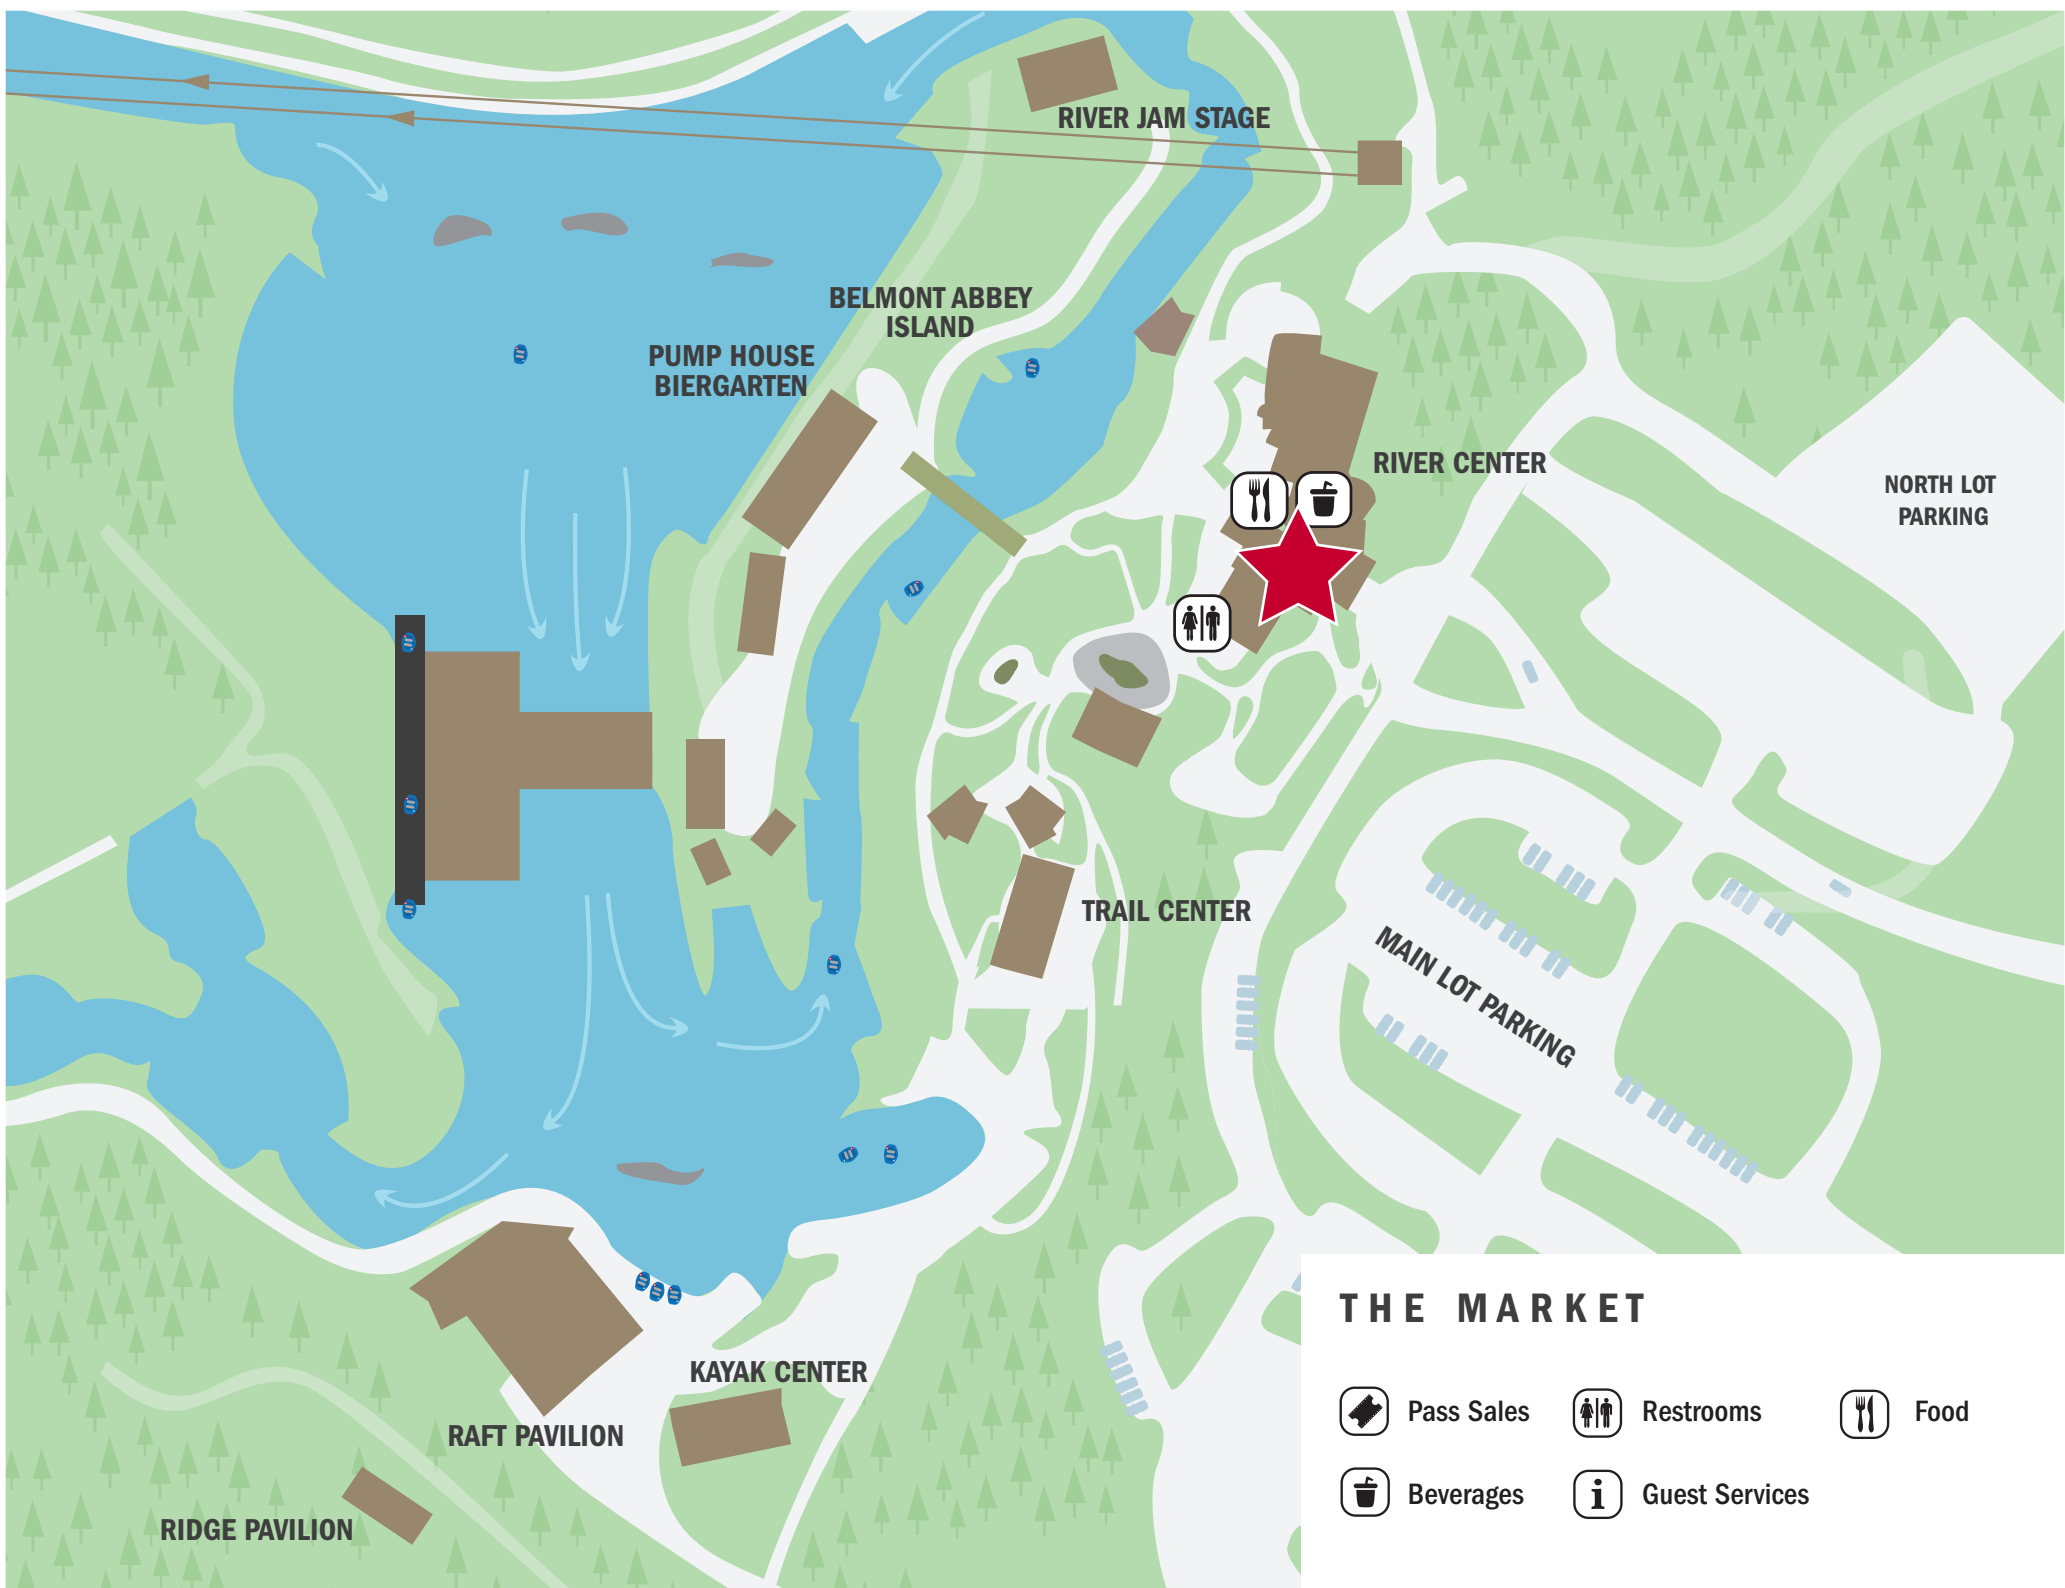 RIVER JAM STAGE
BELMONT ABBEY
ISLAND
PUMP HOUSE
BIERGARTEN
RIVER CENTER
NORTH LOT
PARKING
TRAIL CENTER
MAIN LOT PARKING
KAYAK CENTER
RAFT PAVILION
RIDGE PAVILION
THE MARKET
Pass Sales
Restrooms
Food
Beverages
Guest Services